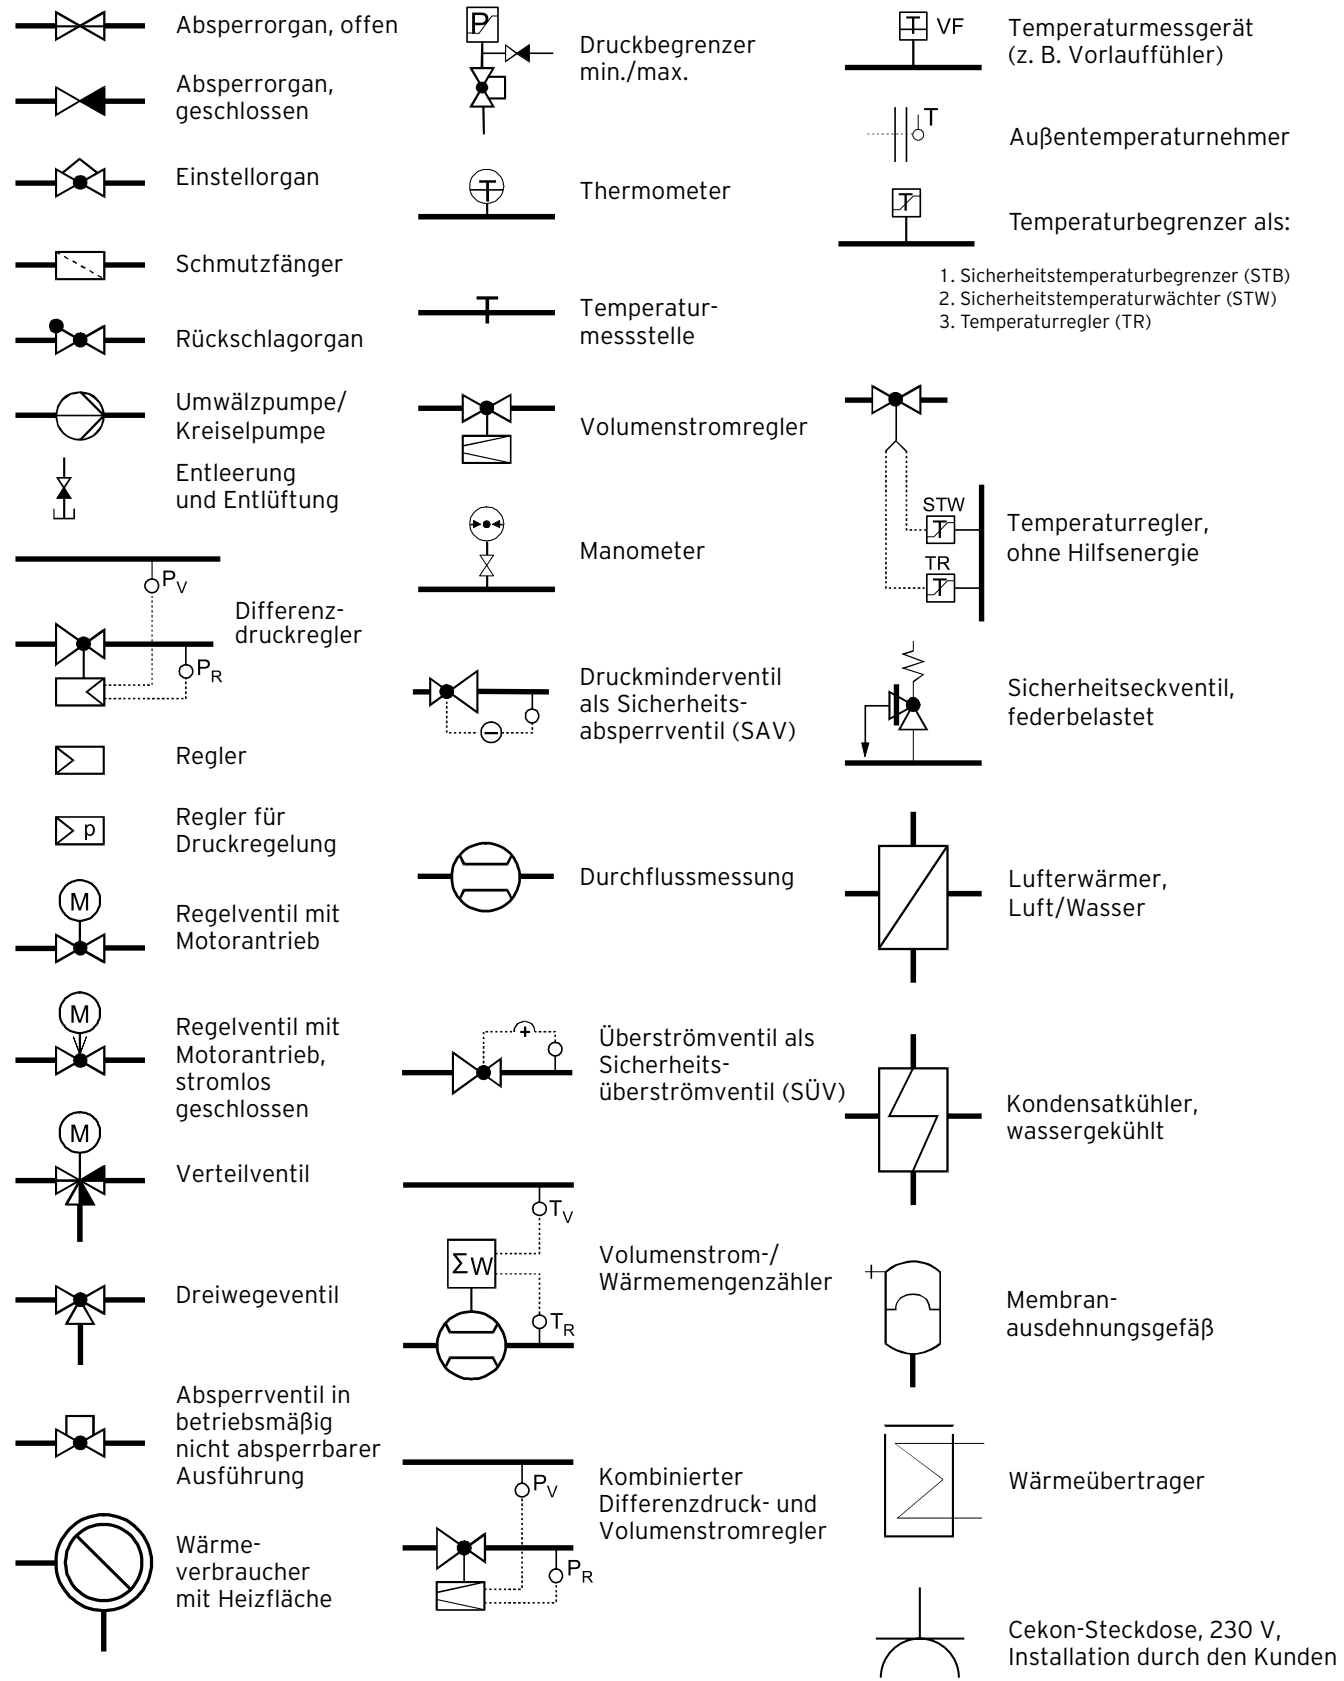 Absperrorgan, offen
Absperrorgan,
geschlossen
Einstellorgan
Schmutzfänger
Rückschlagorgan
Umwälzpumpe/
Kreiselpumpe
Entleerung
und Entlüftung
PV
PR
Differenz-
druckregler
Regler
p
Regler für
Druckregelung
M
Regelventil mit
Motorantrieb
M
Regelventil mit
Motorantrieb,
stromlos
geschlossen
M
Verteilventil
Dreiwegeventil
Absperrventil in
betriebsmäßig
nicht absperrbarer
Ausführung
Wärme-
verbraucher
mit Heizfläche
P
Druckbegrenzer
min./max.
T
Thermometer
T
Temperatur-
messstelle
Volumenstromregler
Manometer
Druckminderventil
als Sicherheits-
absperrventil (SAV)
Durchflussmessung
+
Überströmventil als
Sicherheits-
überströmventil (SÜV)
TV
ΣW
TR
Volumenstrom-/
Wärmemengenzähler
PV
PR
Kombinierter
Differenzdruck- und
Volumenstromregler
T VF
Temperaturmessgerät
(z. B. Vorlauffühler)
T
Außentemperaturnehmer
T
Temperaturbegrenzer als:
1. Sicherheitstemperaturbegrenzer (STB)
2. Sicherheitstemperaturwächter (STW)
3. Temperaturregler (TR)
STW
T
TR
T
Temperaturregler,
ohne Hilfsenergie
Sicherheitseckventil,
federbelastet
Lufterwärmer,
Luft/Wasser
Kondensatkühler,
wassergekühlt
Membran-
ausdehnungsgefäß
Wärmeübertrager
Cekon-Steckdose, 230 V,
Installation durch den Kunden